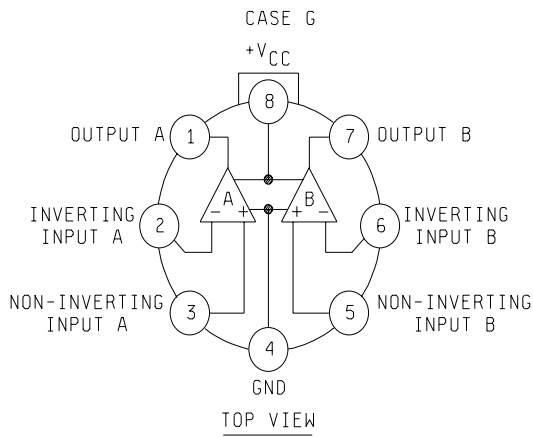 CASE G
+VCC
8
1
7
OUTPUT A
OUTPUT B
A
B
- +
+ -
INVERTING
INPUT A
2
6
INVERTING
INPUT B
NON-INVERTING
INPUT A
3
5
NON-INVERTING
INPUT B
4
GND
TOP VIEW